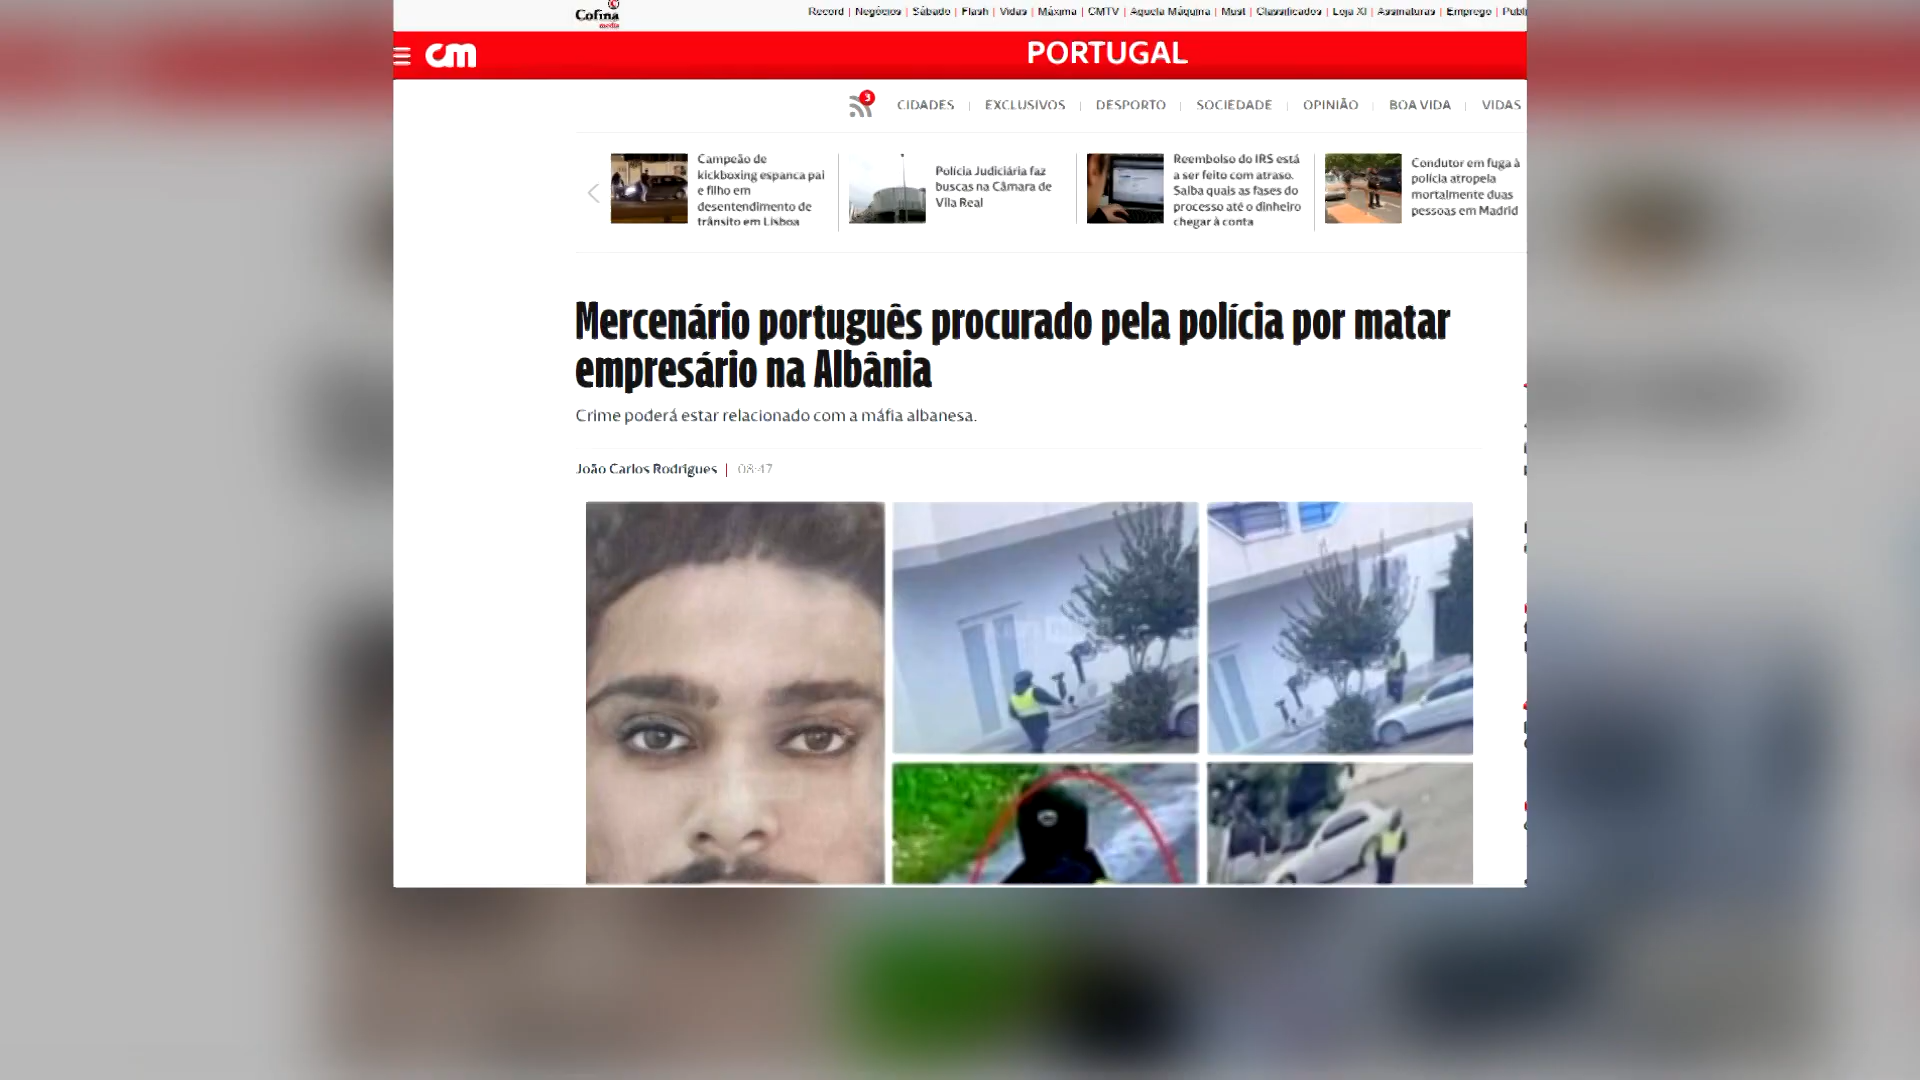 Cofina
media
Record | Negócios | Sábado | Flash | Vidas | Máxima | CMTV | Aquela Máquina | Must | Classificados | Loja XI | Assinaturas | Emprego |
cm
PORTUGAL
3
CIDADES | EXCLUSIVOS | DESPORTO | SOCIEDADE | OPINIÃO | BOA VIDA | VIDAS
Campeão de
kickboxing espanca pai
e filho em
desentendimento de
trânsito em Lisboa
Polícia Judiciária faz
buscas na Câmara de
Vila Real
Reembolso do IRS está
a ser feito com atraso.
Saiba quais as fases do
processo até o dinheiro
chegar à conta
Condutor em fuga à
polícia atropela
mortalmente duas
pessoas em Madrid
Mercenário português procurado pela polícia por matar
empresário na Albânia
Crime poderá estar relacionado com a máfia albanesa.
João Carlos Rodrigues | 08:47